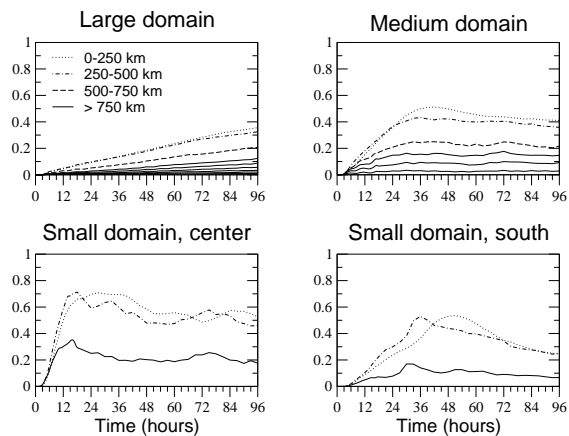 Large domain
Medium domain
1
0.8
0.6
0.4
0.2
0
0-250 km
250-500 km
500-750 km
> 750 km
0 12 24 36 48 60 72 84 96
1
0.8
0.6
0.4
0.2
0
0 12 24 36 48 60 72 84 96
Small domain, center
Small domain, south
1
0.8
0.6
0.4
0.2
0
0 12 24 36 48 60 72 84 96
Time (hours)
1
0.8
0.6
0.4
0.2
0
0 12 24 36 48 60 72 84 96
Time (hours)